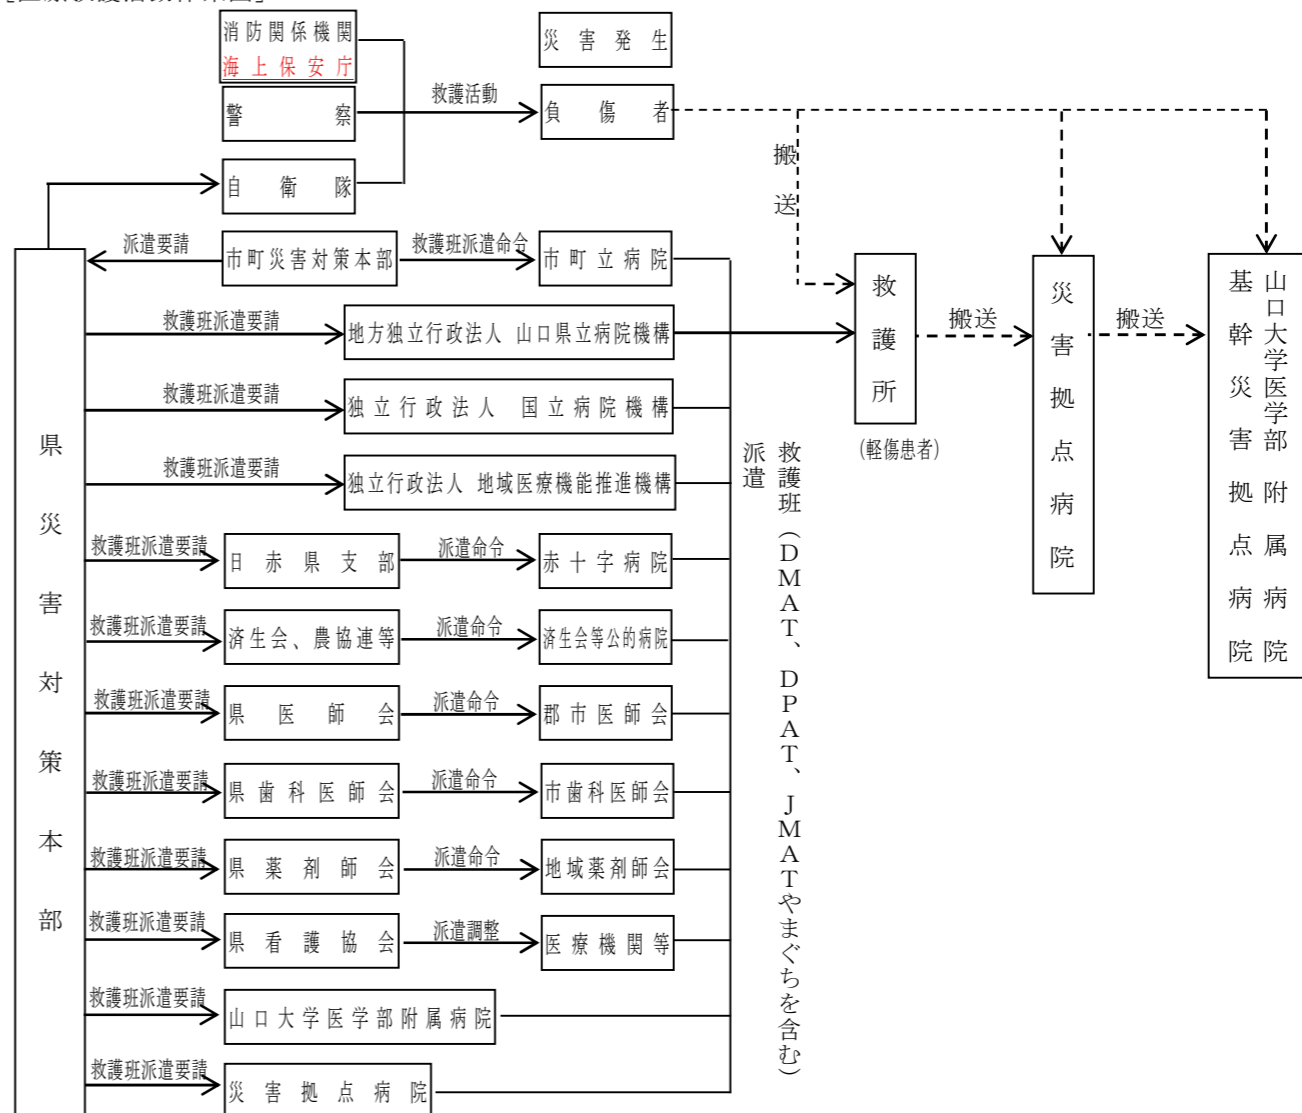 消防関係機関
海上保安庁
災害発生
警察
救護活動
負傷者
搬送
自衛隊
派遣要請
市町災害対策本部
救護班派遣命令
市町立病院
救護班派遣要請
地方独立行政法人 山口県立病院機構
救護所
(軽傷患者)
搬送
災害拠点病院
搬送
山口大学医学部附属病院
基幹災害拠点病院
救護班派遣要請
独立行政法人 国立病院機構
救護班派遣要請
独立行政法人 地域医療機能推進機構
県災害対策本部
救護班(DMAT、DPAT、JMATやまぐちを含む)
派遣
救護班派遣要請
日赤県支部
派遣命令
赤十字病院
救護班派遣要請
済生会、農協連等
派遣命令
済生会等公的病院
救護班派遣要請
県医師会
派遣命令
郡市医師会
救護班派遣要請
県歯科医師会
派遣命令
市歯科医師会
救護班派遣要請
県薬剤師会
派遣命令
地域薬剤師会
救護班派遣要請
県看護協会
派遣調整
医療機関等
救護班派遣要請
山口大学医学部附属病院
救護班派遣要請
災害拠点病院